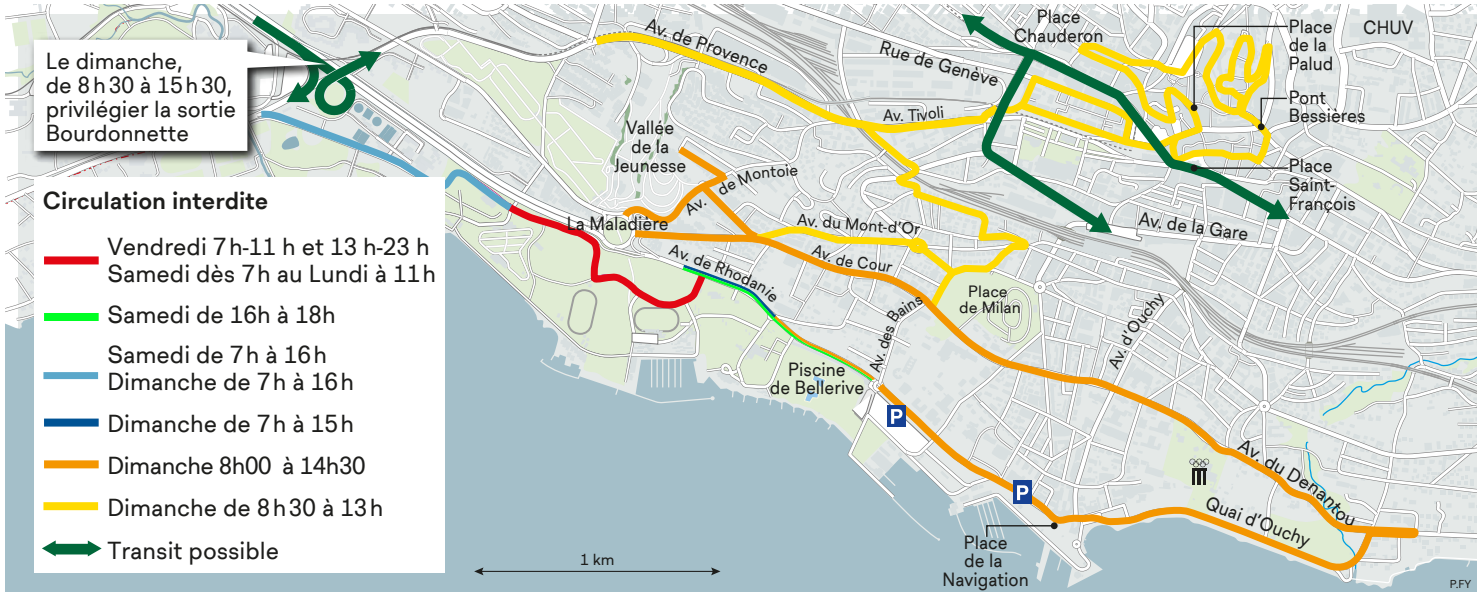 Le dimanche,
de 8 h 30 à 15 h 30,
privilégier la sortie
Bourdonnette
Circulation interdite
Vendredi 7 h-11 h et 13 h-23 h
Samedi dès 7h au Lundi à 11h
Samedi de 16h à 18h
Samedi de 7h à 16h
Dimanche de 7h à 16h
Dimanche de 7h à 15h
Dimanche 8h00 à 14h30
Dimanche de 8h30 à 13h
Transit possible
Av. de Provence
Rue de Genève
Place
Chauderon
Place
de la
Palud
CHUV
Pont
Bessières
Av. Tivoli
Vallée
de la
Jeunesse
Av. de Montoie
Place
Saint-
François
La Maladière
Av. du Mont-d'Or
Av. de la Gare
Av. de Rhodanie
Av. de Cour
Place
de Milan
Av. des Bains
Av. d'Ouchy
Piscine
de Bellerive
P
P
Av. du Denantou
Quai d'Ouchy
Place
de la
Navigation
1 km
P.FY